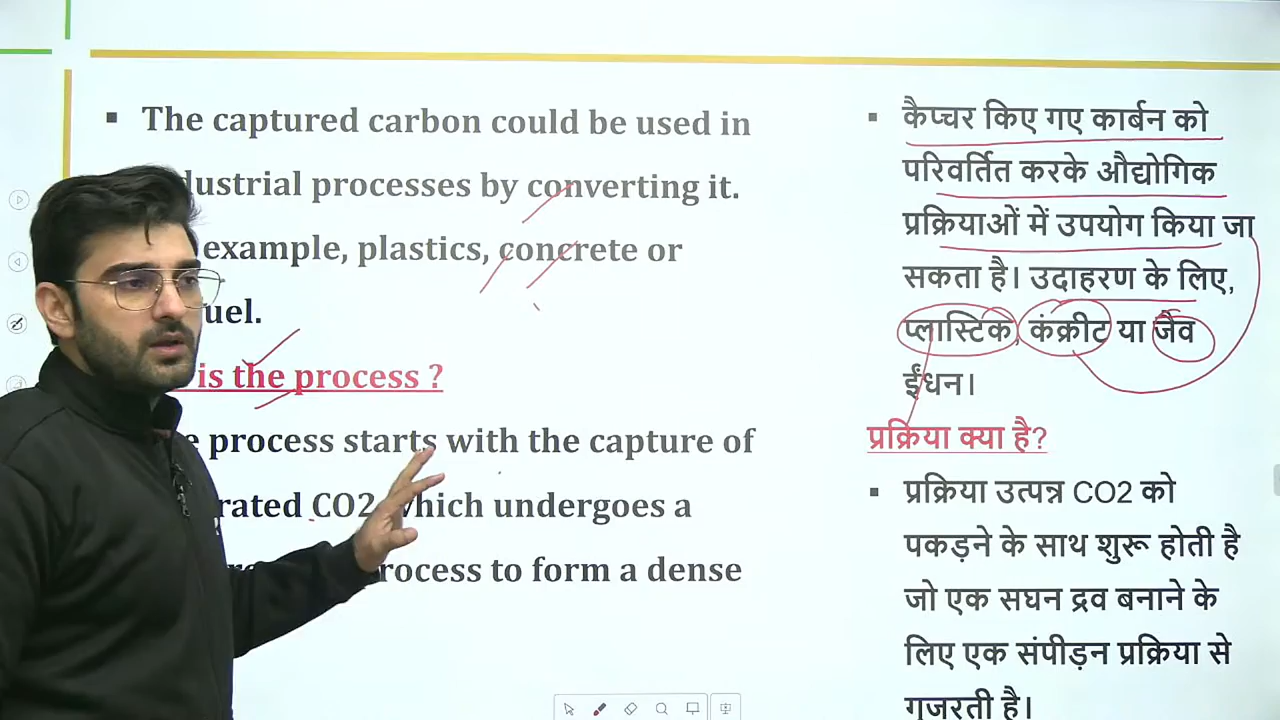 The captured carbon could be used in
dustrial processes by converting it.
example, plastics, concrete or
uel.
is the process ?
process starts with the capture of
rated CO2 which undergoes a
rocess to form a dense
कैप्चर किए गए कार्बन को
परिवर्तित करके औद्योगिक
प्रक्रियाओं में उपयोग किया जा
सकता है। उदाहरण के लिए,
प्लास्टिक, कंक्रीट या जैव
ईंधन।
प्रक्रिया क्या है?
प्रक्रिया उत्पन्न CO2 को
पकड़ने के साथ शुरू होती है
जो एक सघन द्रव बनाने के
लिए एक संपीड़न प्रक्रिया से
गुजरती है।